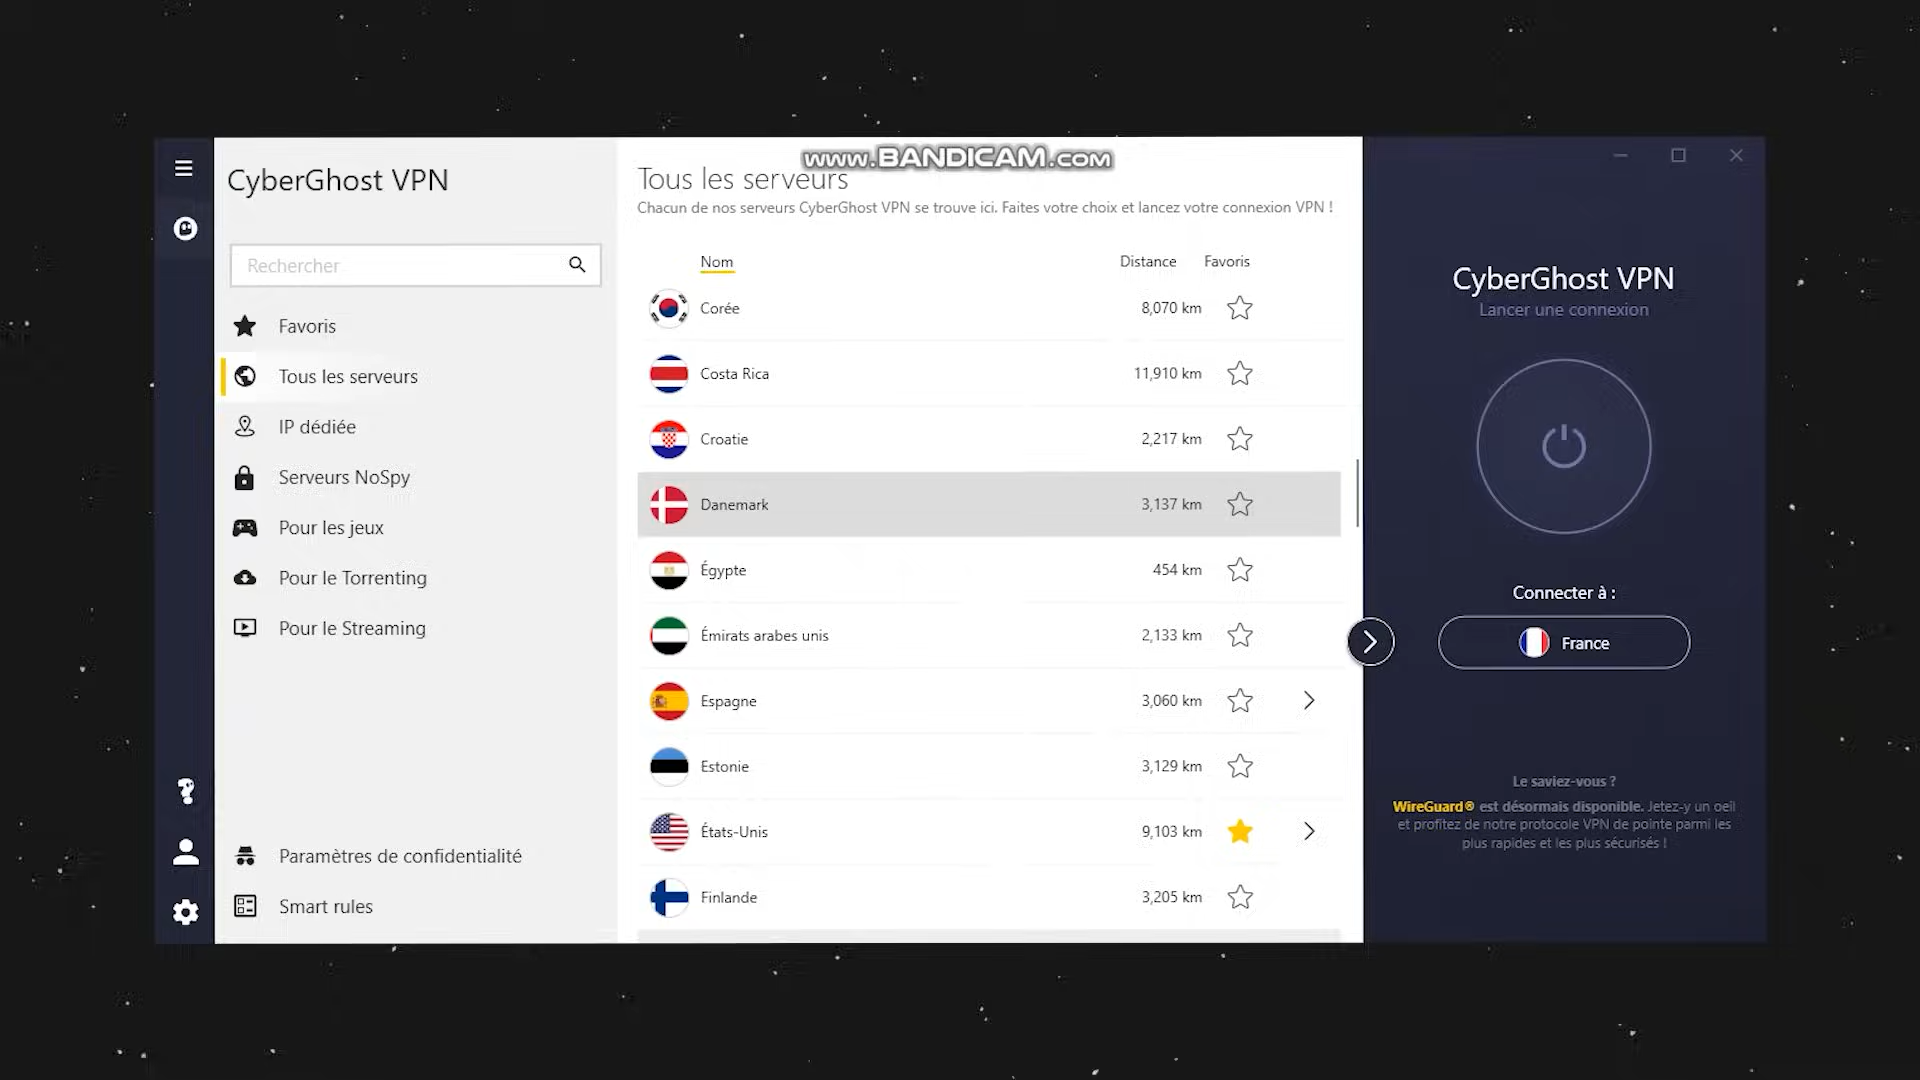 www.BANDICAM.com
CyberGhost VPN
Rechercher
Favoris
Tous les serveurs
IP dédiée
Serveurs NoSpy
Pour les jeux
Pour le Torrenting
Pour le Streaming
Paramètres de confidentialité
Smart rules
Tous les serveurs
Chacun de nos serveurs CyberGhost VPN se trouve ici. Faites votre choix et lancez votre connexion VPN !
Nom Distance Favoris
Corée 8,070 km
Costa Rica 11,910 km
Croatie 2,217 km
Danemark 3,137 km
Égypte 454 km
Émirats arabes unis 2,133 km
Espagne 3,060 km
Estonie 3,129 km
États-Unis 9,103 km
Finlande 3,205 km
CyberGhost VPN
Lancer une connexion
Connecter à :
France
Le saviez-vous ?
WireGuard® est désormais disponible. Jetez-y un oeil
et profitez de notre protocole VPN de pointe parmi les
plus rapides et les plus sécurisés !